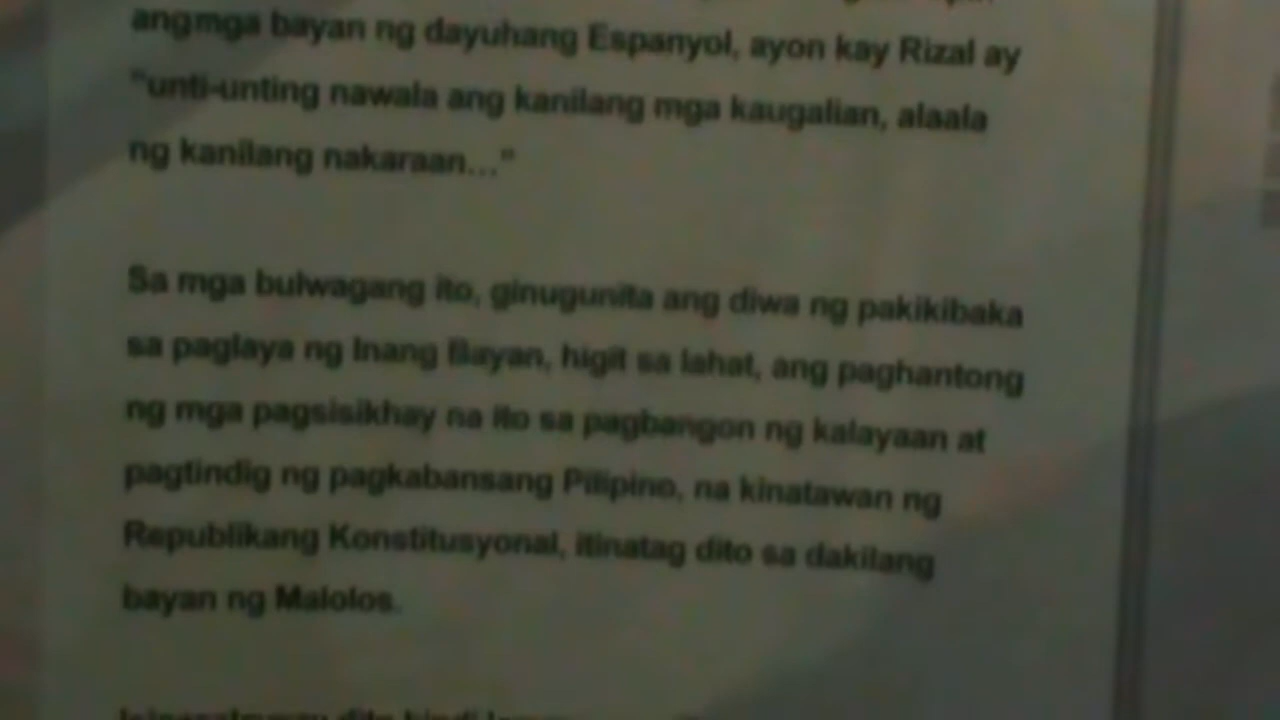 angmga bayan ng dayuhang Espanyol, ayon kay Rizal ay
"unti-unting nawala ang kanilang mga kaugalian, alaala
ng kanilang nakaraan..."
Sa mga bulwagang ito, ginugunita ang diwa ng pakikibaka
sa paglaya ng Inang Bayan, higit sa lahat, ang paghantong
ng mga pagsisikhay na ito sa pagbangon ng kalayaan at
pagtindig ng pagkabansang Pilipino, na kinatawan ng
Republikang Konstitusyonal, itinatag dito sa dakilang
bayan ng Malolos.